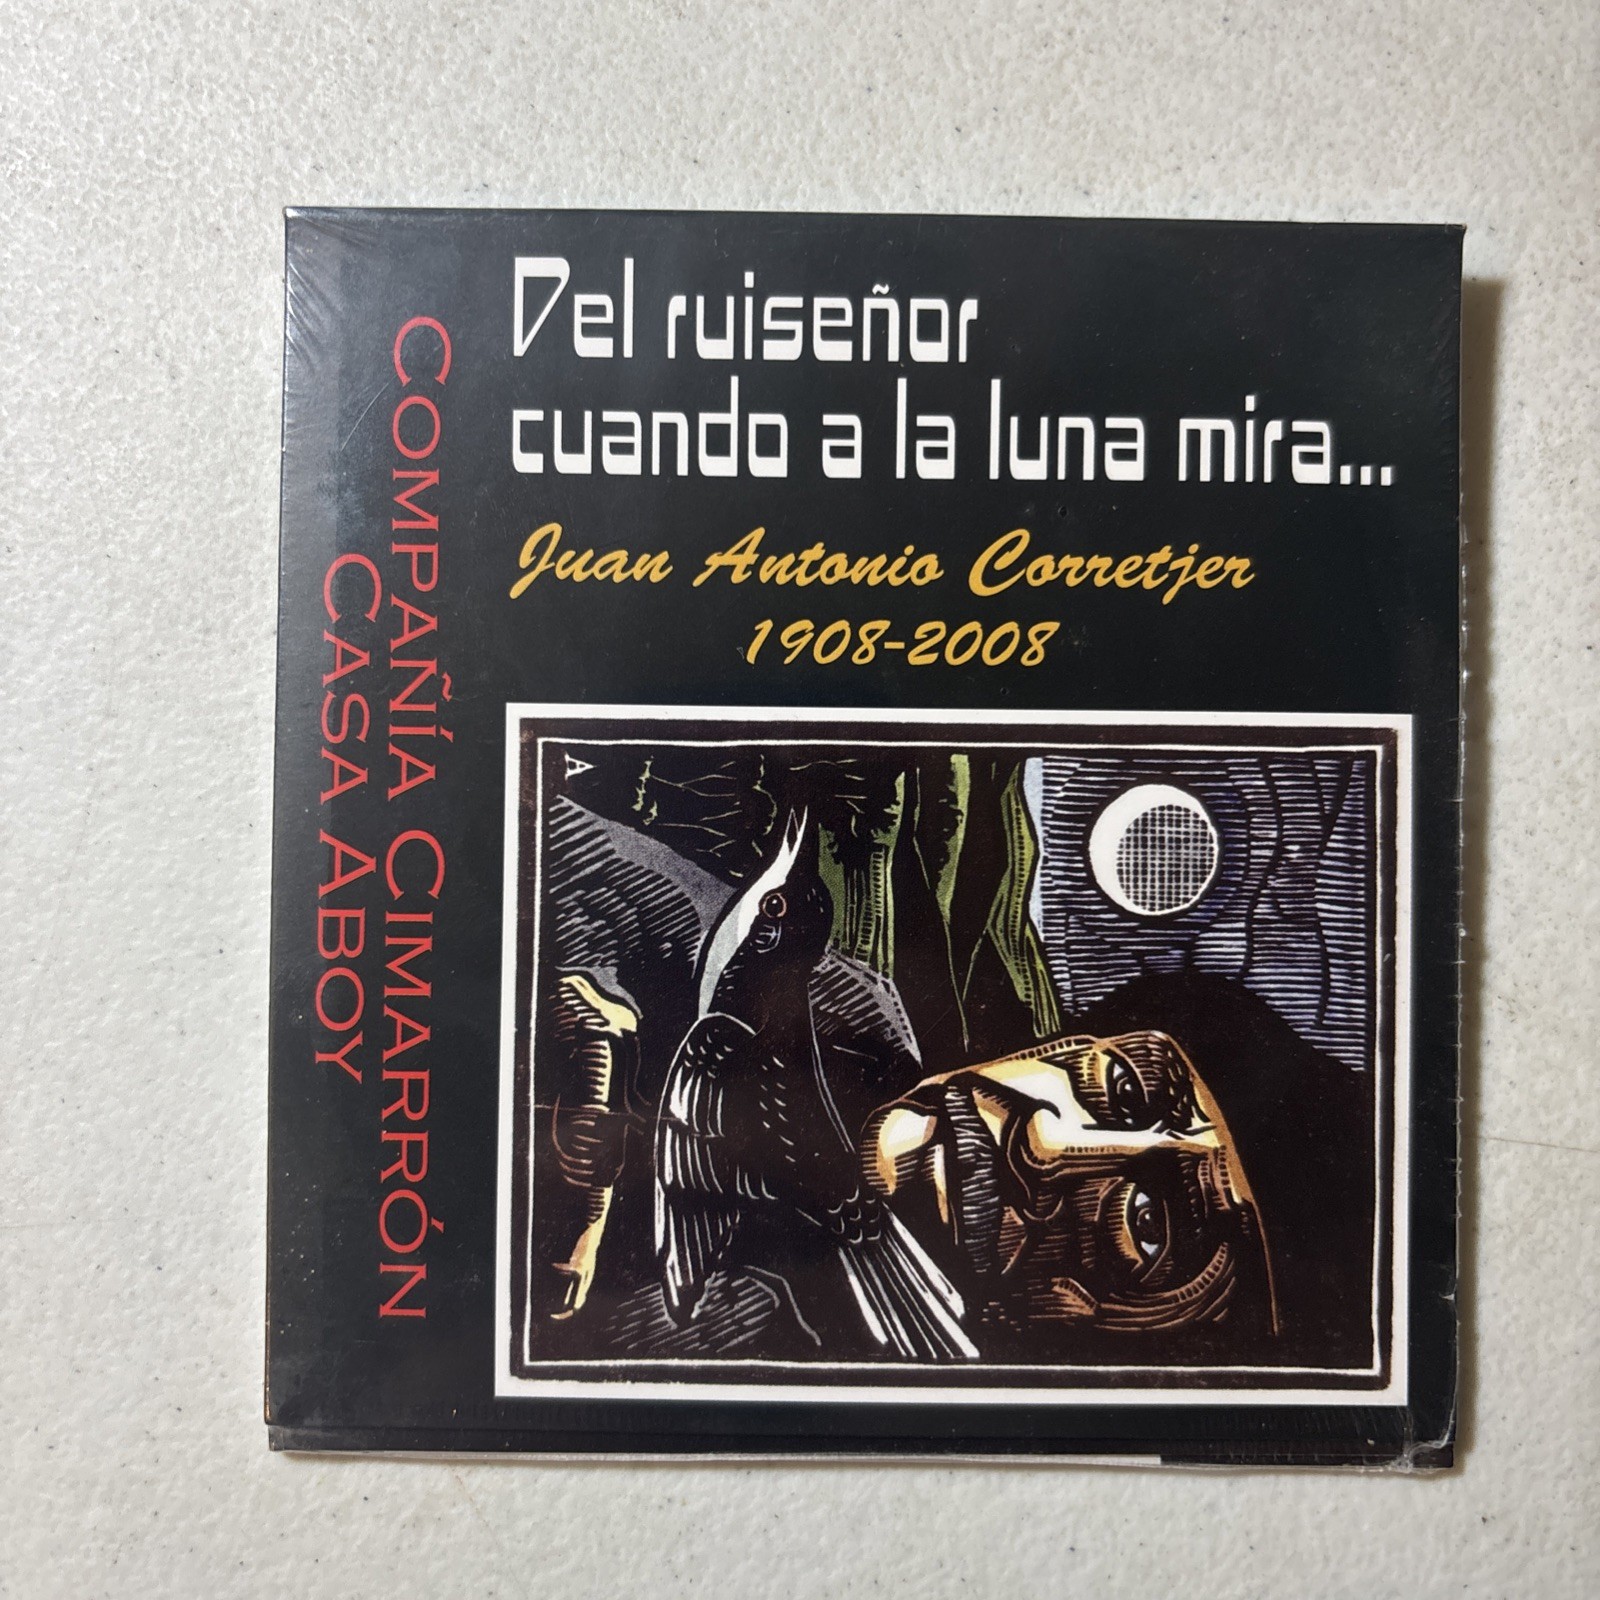 Del ruiseñor
cuando a la luna mira...
Juan Antonio Corretjer
1908-2008
COMPAÑÍA CIMARRÓN
CASA ABOY